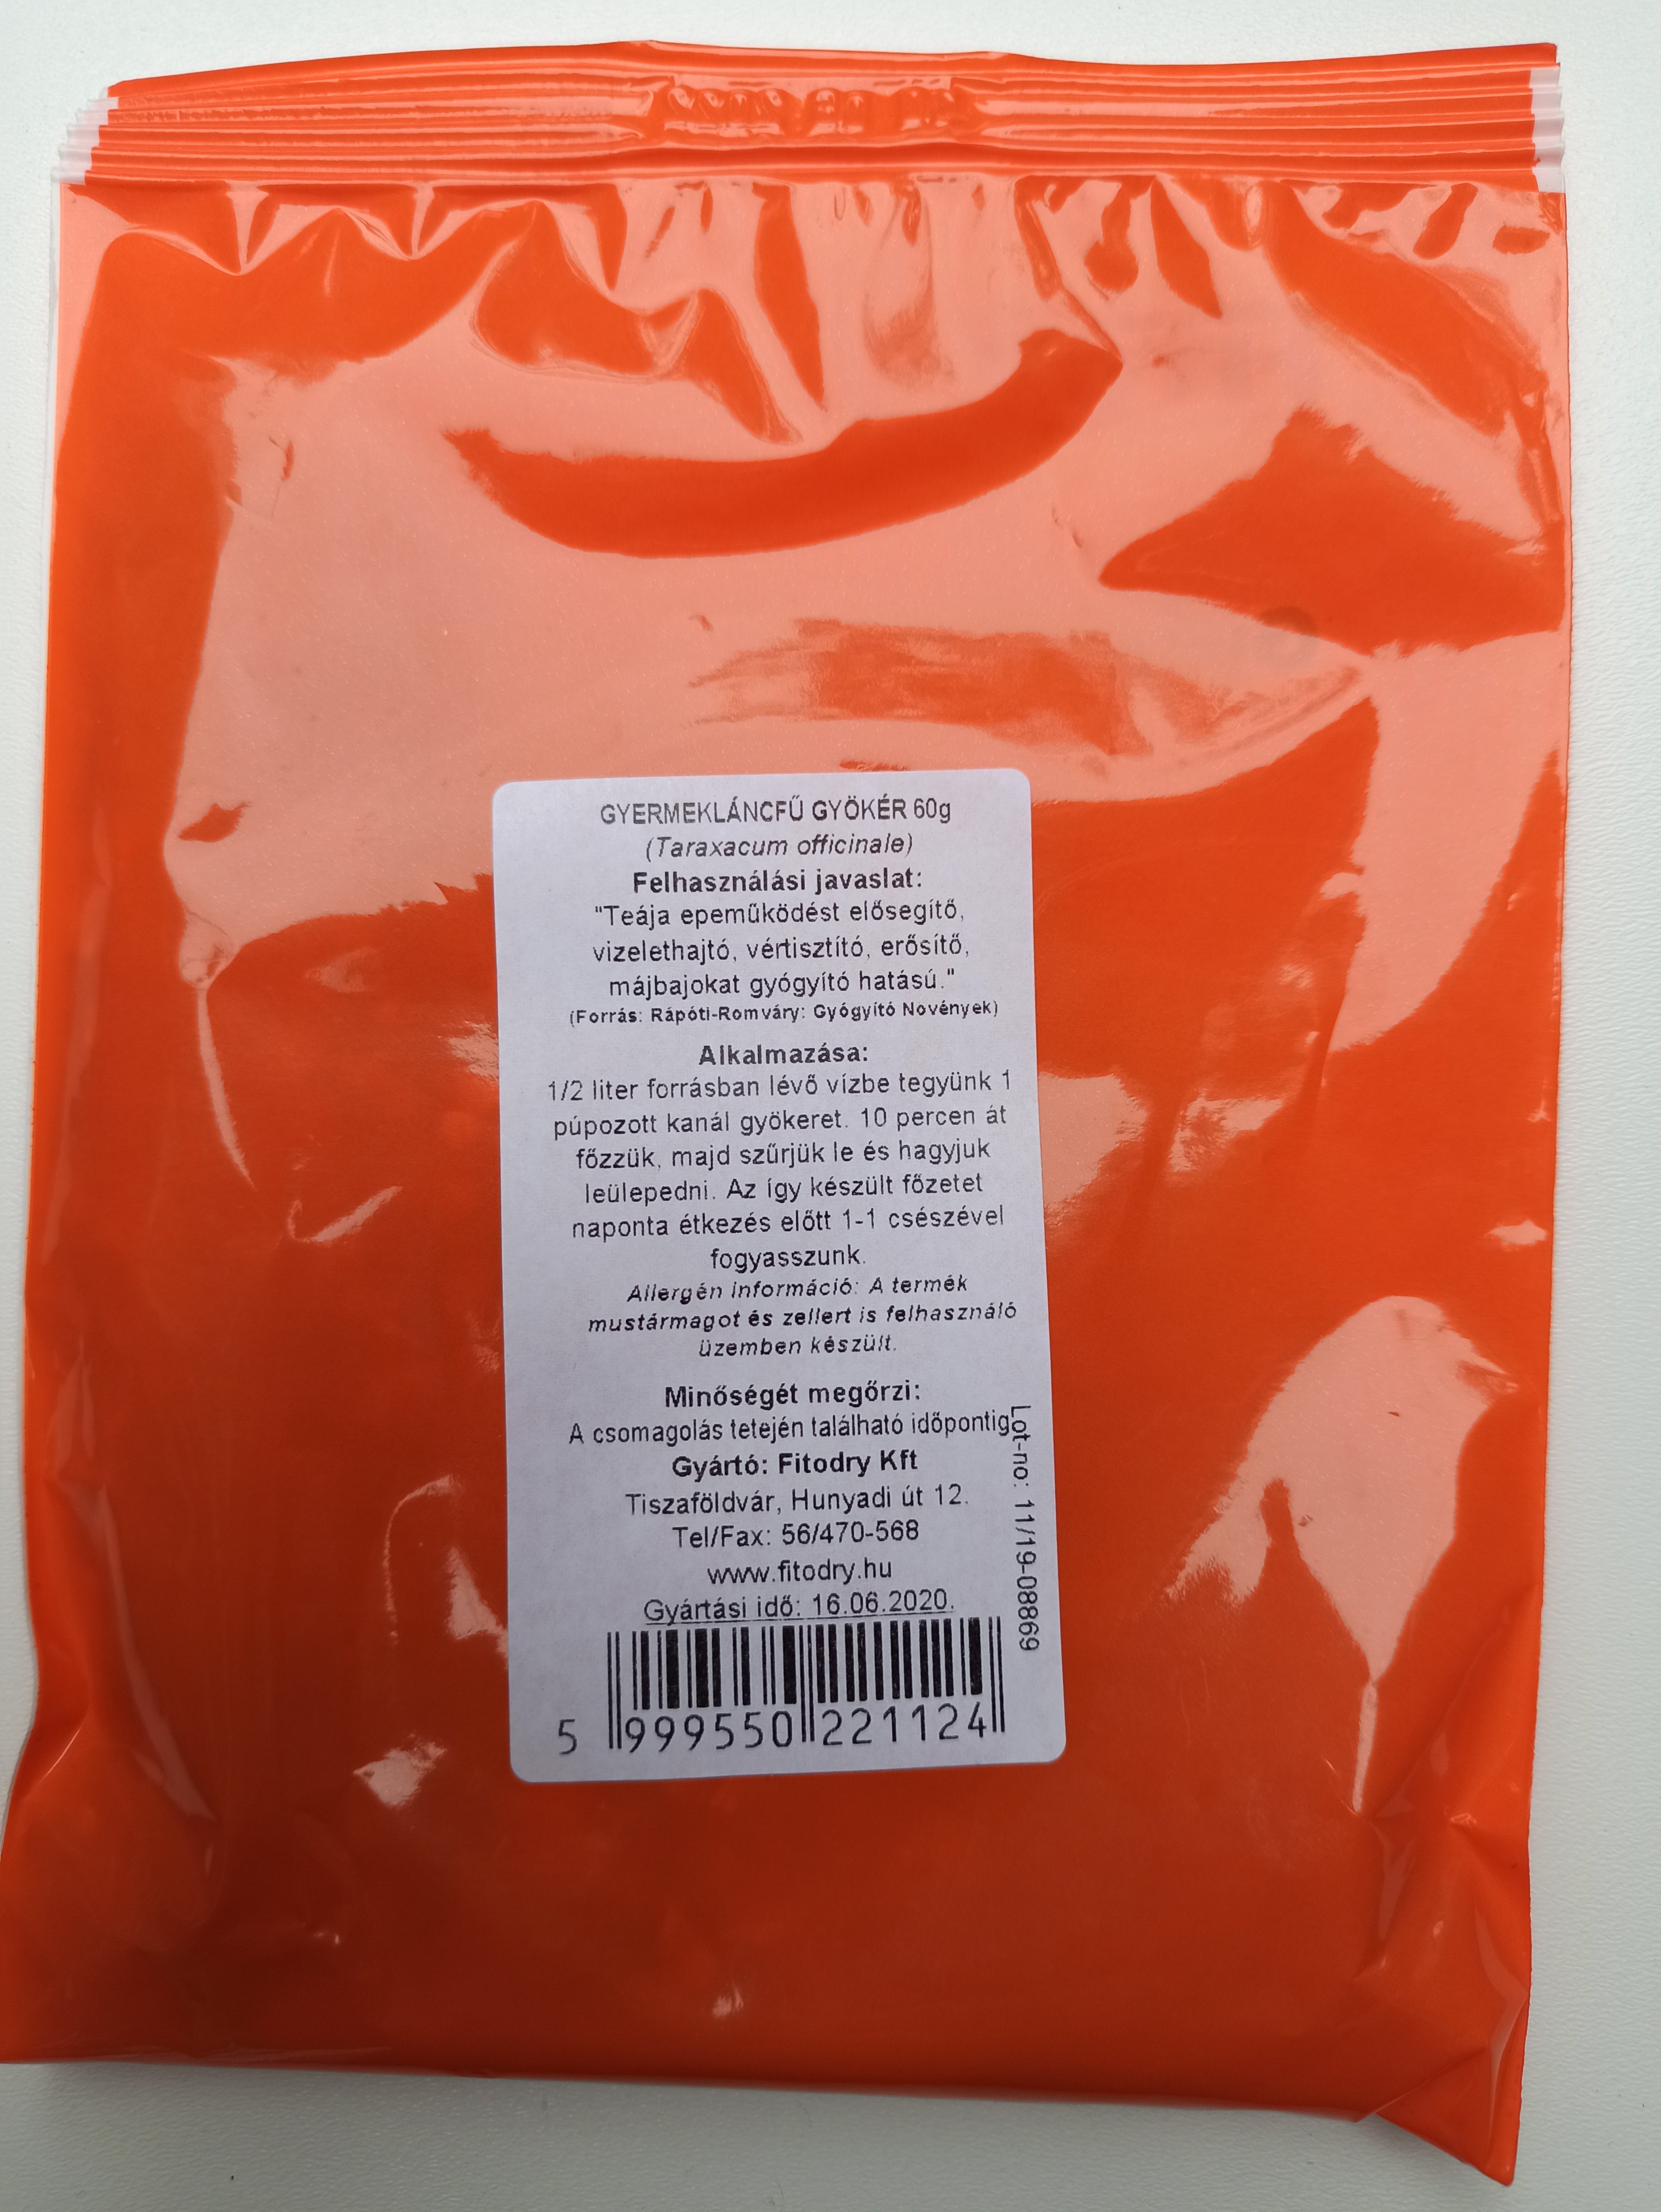 GYERMEKLÁNCFŰ GYÖKÉR 60g
(Taraxacum officinale)
Felhasználási javaslat:
"Teája epeműködést elősegítő,
vizelethajtó, vértisztító, erősítő,
májbajokat gyógyító hatású."
(Forrás: Rápóti-Romváry: Gyógyító Novények)
Alkalmazása:
1/2 liter forrásban lévő vízbe tegyünk 1
púpozott kanál gyökeret. 10 percen át
főzzük, majd szűrjük le és hagyjuk
leülepedni. Az így készült főzetet
naponta étkezés előtt 1-1 csészével
fogyasszunk.
Allergén információ: A termék
mustármagot és zellert is felhasználó
üzemben készült.
Minőségét megőrzi:
A csomagolás tetején található időpontig
Gyártó: Fitodry Kft
Tiszaföldvár, Hunyadi út 12.
Tel/Fax: 56/470-568
www.fitodry.hu
Gyártási idő: 16.06.2020.
Lot-no: 11/19-08869
5 999550 221124